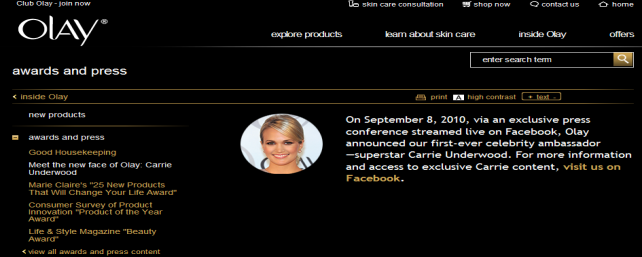 Club Olay - join now
skin care consultation
shop now
contact us
home
OLAY®
explore products
learn about skin care
inside Olay
offers
enter search term
awards and press
< inside Olay
print
A high contrast
+ text -
new products
awards and press
Good Housekeeping
Meet the new face of Olay: Carrie
Underwood
Marie Claire's "25 New Products
That Will Change Your Life Award"
Consumer Survey of Product
Innovation "Product of the Year
Award"
Life & Style Magazine "Beauty
Award"
< view all awards and press content
On September 8, 2010, via an exclusive press
conference streamed live on Facebook, Olay
announced our first-ever celebrity ambassador
—superstar Carrie Underwood. For more information
and access to exclusive Carrie content, visit us on
Facebook.